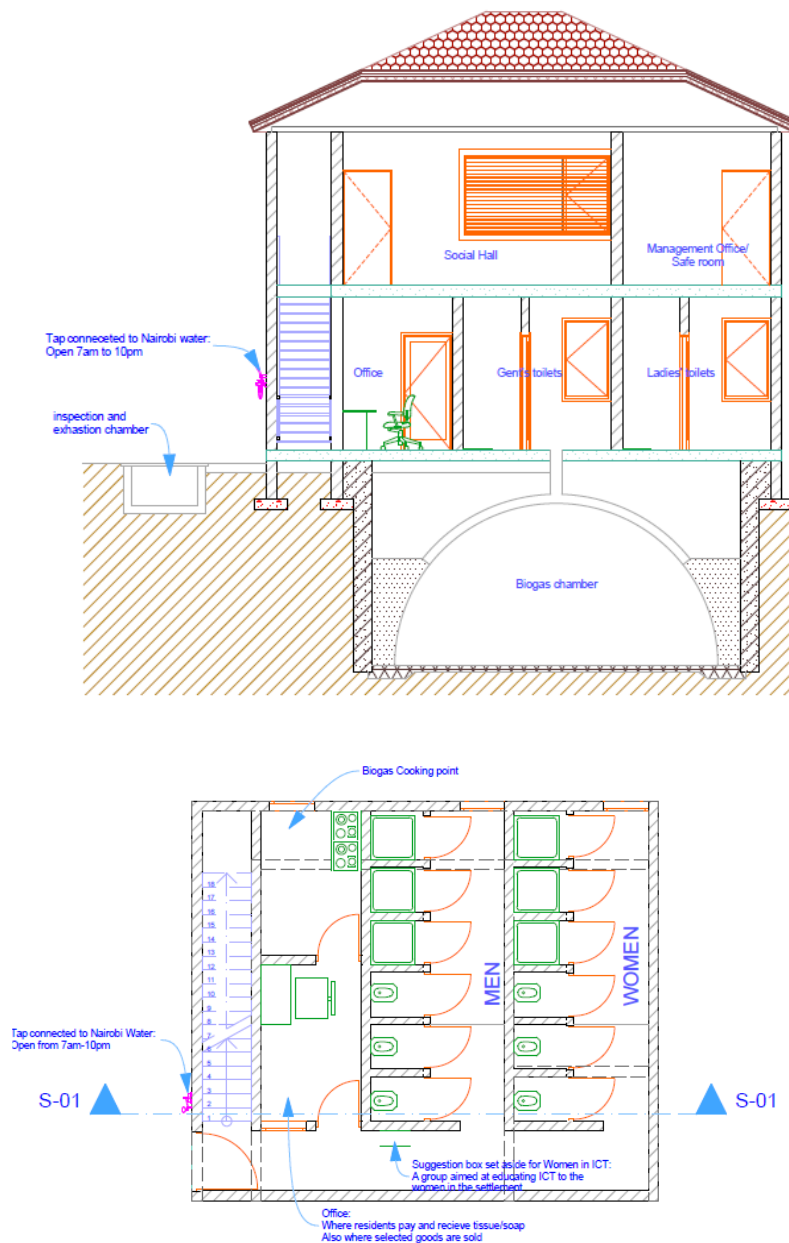 Social Hall
Management Office/
Safe room
Tap conneceted to Nairobi water:
Open 7am to 10pm
Office
Gent's toilets
Ladies' toilets
inspection and
exhastion chamber
Biogas chamber
Biogas Cooking point
18
17
16
15
14
13
12
11
10
9
8
7
6
5
4
3
2
1
MEN
WOMEN
Tap connected to Nairobi Water:
Open from 7am-10pm
S-01
S-01
Suggestion box set aside for Women in ICT:
A group aimed at educating ICT to the
women in the settlement
Office:
Where residents pay and recieve tissue/soap
Also where selected goods are sold